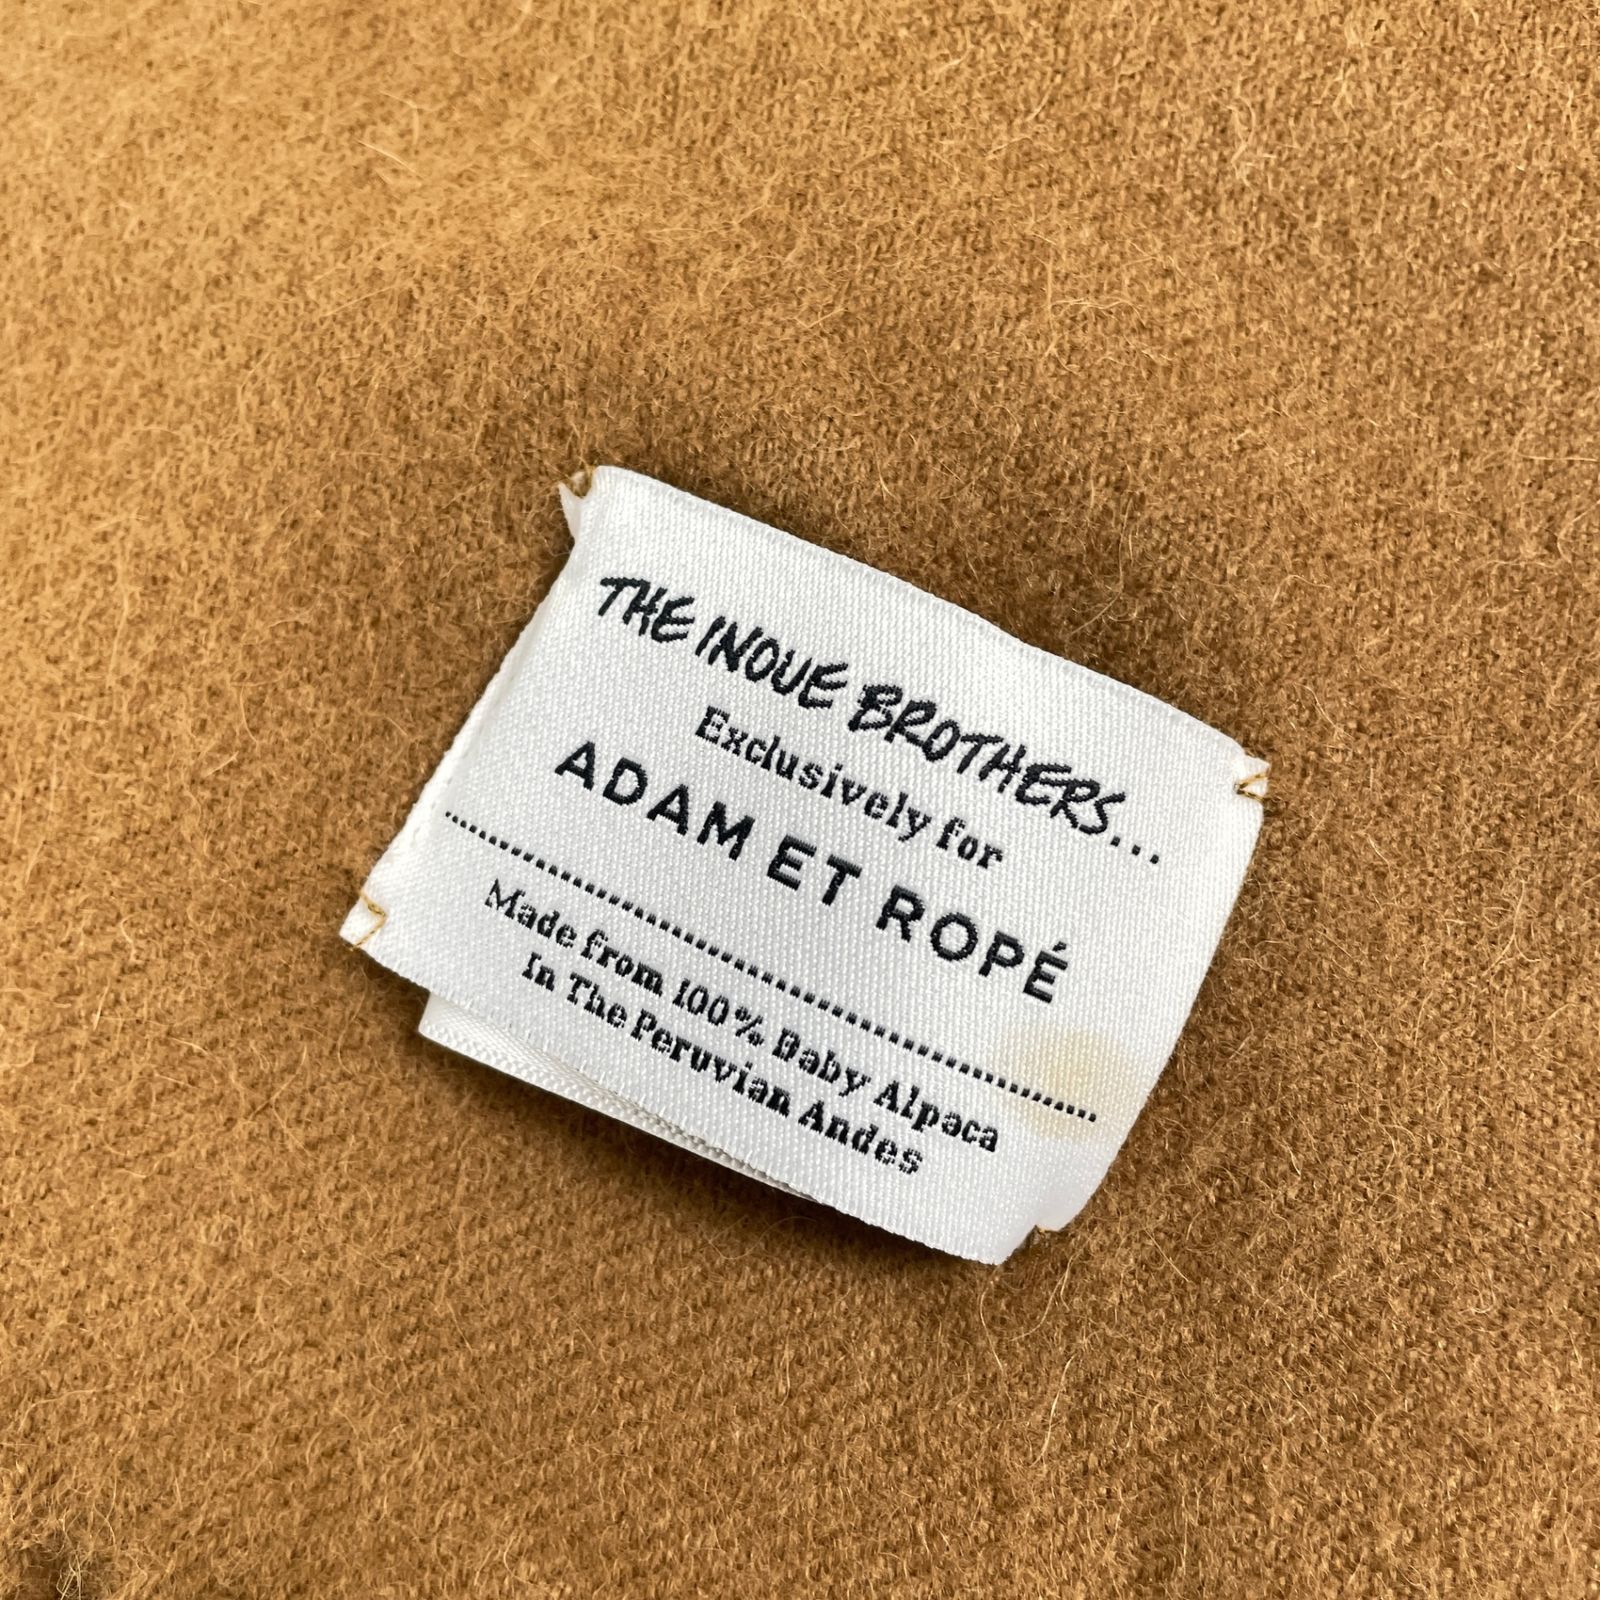 THE INOUE BROTHERS...
Exclusively for
ADAM ET ROPÉ
Made from 100% Baby Alpaca
In The Peruvian Andes